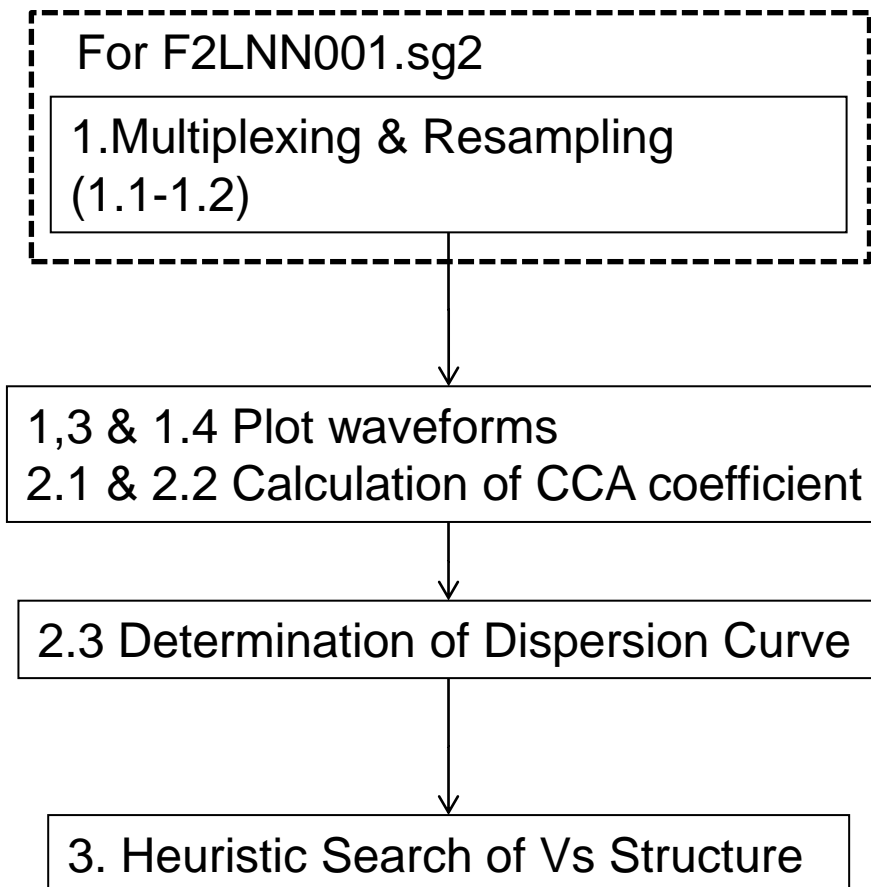 For F2LNN001.sg2
1.Multiplexing & Resampling
(1.1-1.2)
1,3 & 1.4 Plot waveforms
2.1 & 2.2 Calculation of CCA coefficient
2.3 Determination of Dispersion Curve
3. Heuristic Search of Vs Structure